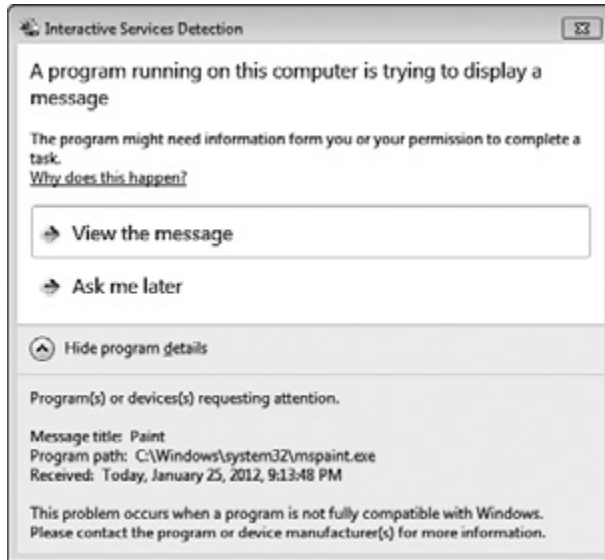 Interactive Services Detection
A program running on this computer is trying to display a
message
The program might need information form you or your permission to complete a
task.
Why does this happen?
View the message
Ask me later
Hide program details
Program(s) or devices(s) requesting attention.
Message title: Paint
Program path: C:\Windows\system32\mspaint.exe
Received: Today, January 25, 2012, 9:13:48 PM
This problem occurs when a program is not fully compatible with Windows.
Please contact the program or device manufacturer(s) for more information.